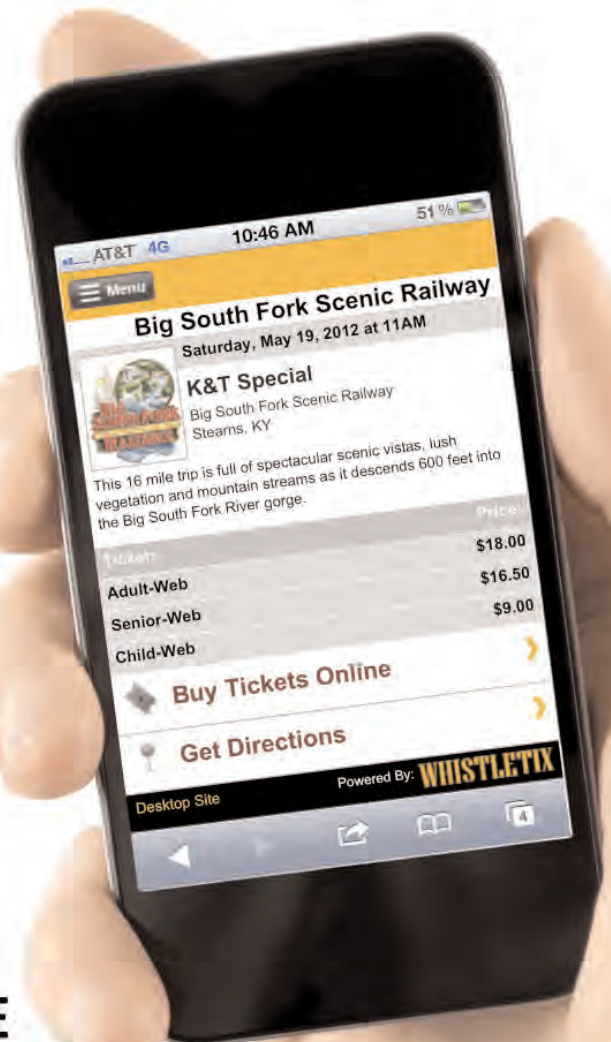 AT&T 4G 10:46 AM 51%
Menu
Big South Fork Scenic Railway
Saturday, May 19, 2012 at 11AM
K&T Special
Big South Fork Scenic Railway
Stearns, KY
BIG
SOUTH FORK
This 16 mile trip is full of spectacular scenic vistas, lush
vegetation and mountain streams as it descends 600 feet into
the Big South Fork River gorge.
Tickets Price
Adult-Web $18.00
Senior-Web $16.50
Child-Web $9.00
Buy Tickets Online
Get Directions
Desktop Site Powered By: WHISTLETIX
4